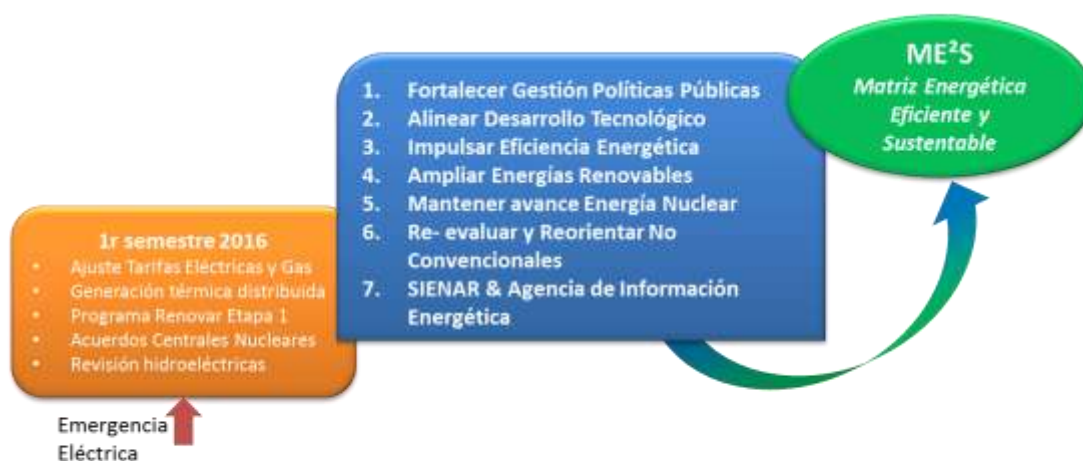 ME²S
Matriz Energética
Eficiente y
Sustentable
1. Fortalecer Gestión Políticas Públicas
2. Alinear Desarrollo Tecnológico
3. Impulsar Eficiencia Energética
4. Ampliar Energías Renovables
5. Mantener avance Energía Nuclear
6. Re- evaluar y Reorientar No
Convencionales
7. SIENAR & Agencia de Información
Energética
1r semestre 2016
• Ajuste Tarifas Eléctricas y Gas
• Generación térmica distribuida
• Programa Renovar Etapa 1
• Acuerdos Centrales Nucleares
• Revisión hidroeléctricas
Emergencia
Eléctrica